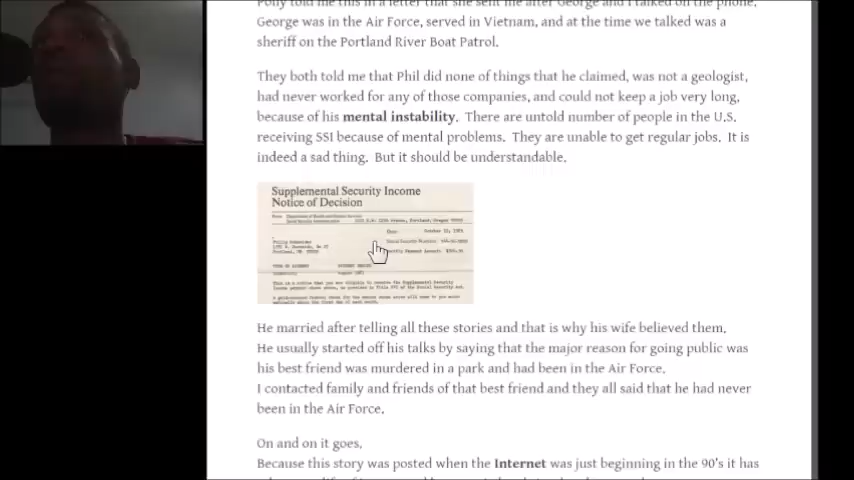 Polly told me this in a letter that she sent me after George and I talked on the phone,
George was in the Air Force, served in Vietnam, and at the time we talked was a
sheriff on the Portland River Boat Patrol.
They both told me that Phil did none of things that he claimed, was not a geologist,
had never worked for any of those companies, and could not keep a job very long,
because of his mental instability. There are untold number of people in the U.S.
receiving SSI because of mental problems. They are unable to get regular jobs. It is
indeed a sad thing. But it should be understandable.
Supplemental Security Income
Notice of Decision
He married after telling all these stories and that is why his wife believed them.
He usually started off his talks by saying that the major reason for going public was
his best friend was murdered in a park and had been in the Air Force.
I contacted family and friends of that best friend and they all said that he had never
been in the Air Force.
On and on it goes.
Because this story was posted when the Internet was just beginning in the 90's it has